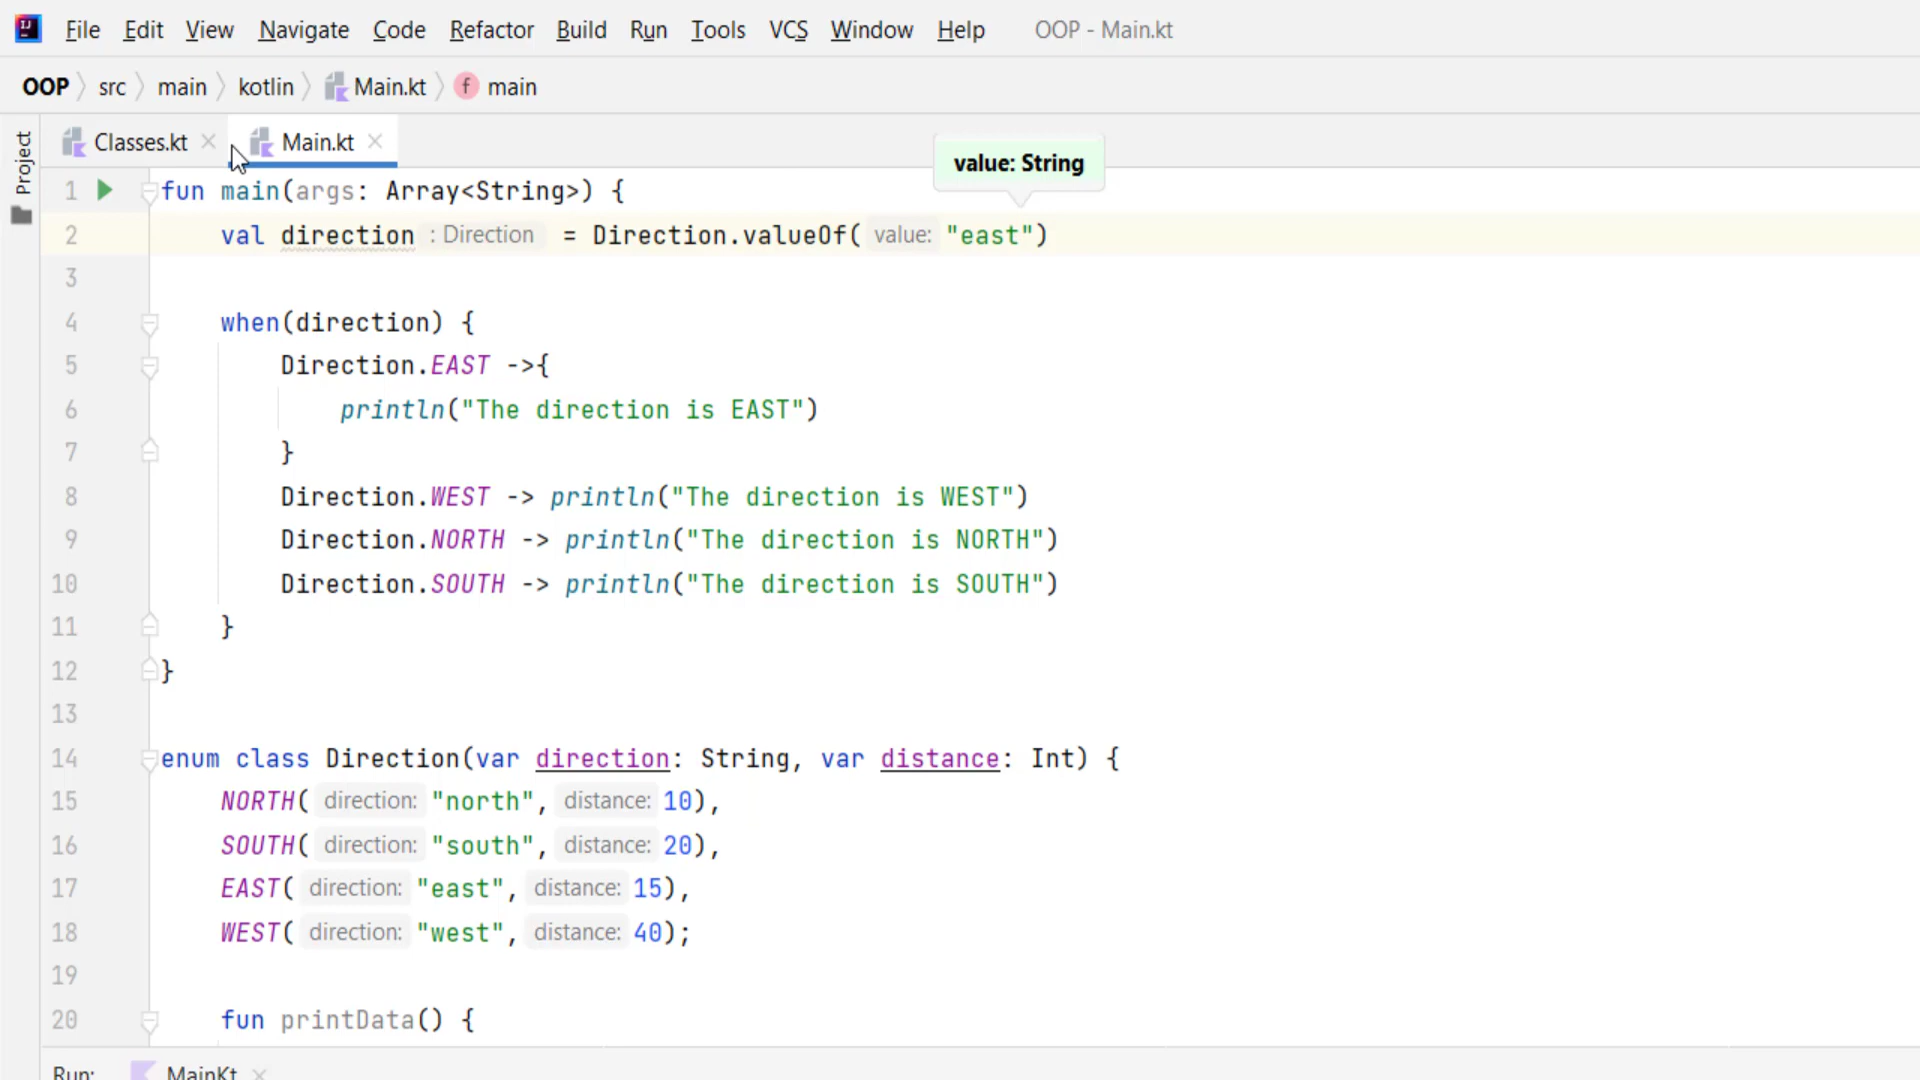 File Edit View Navigate Code Refactor Build Run Tools VCS Window Help OOP - Main.kt
OOP src main kotlin Main.kt f main
Project
Classes.kt Main.kt
value: String
1 fun main(args: Array<String>) {
2 val direction : Direction = Direction.valueOf( value: "east")
3
4 when(direction) {
5 Direction.EAST ->{
6 println("The direction is EAST")
7 }
8 Direction.WEST -> println("The direction is WEST")
9 Direction.NORTH -> println("The direction is NORTH")
10 Direction.SOUTH -> println("The direction is SOUTH")
11 }
12 }
13
14 enum class Direction(var direction: String, var distance: Int) {
15 NORTH( direction: "north", distance: 10),
16 SOUTH( direction: "south", distance: 20),
17 EAST( direction: "east", distance: 15),
18 WEST( direction: "west", distance: 40);
19
20 fun printData() {
Run: MainKt